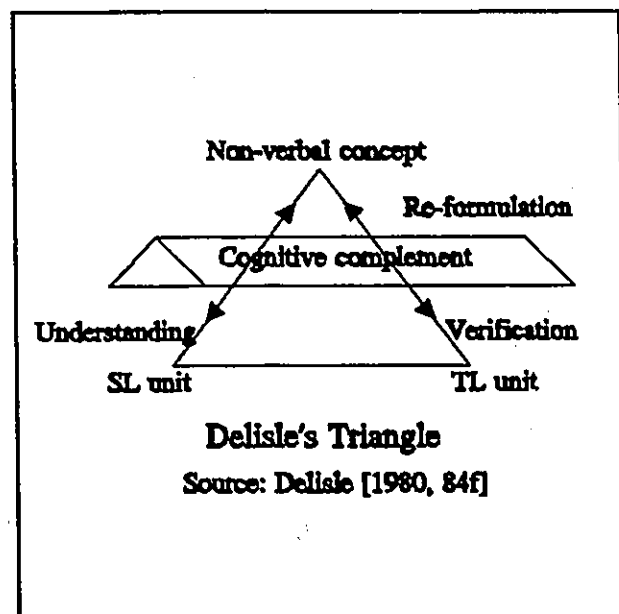 Non-verbal concept
Re-formulation
Cognitive complement
Understanding
Verification
SL unit
TL unit
Delisle's Triangle
Source: Delisle [1980, 84f]